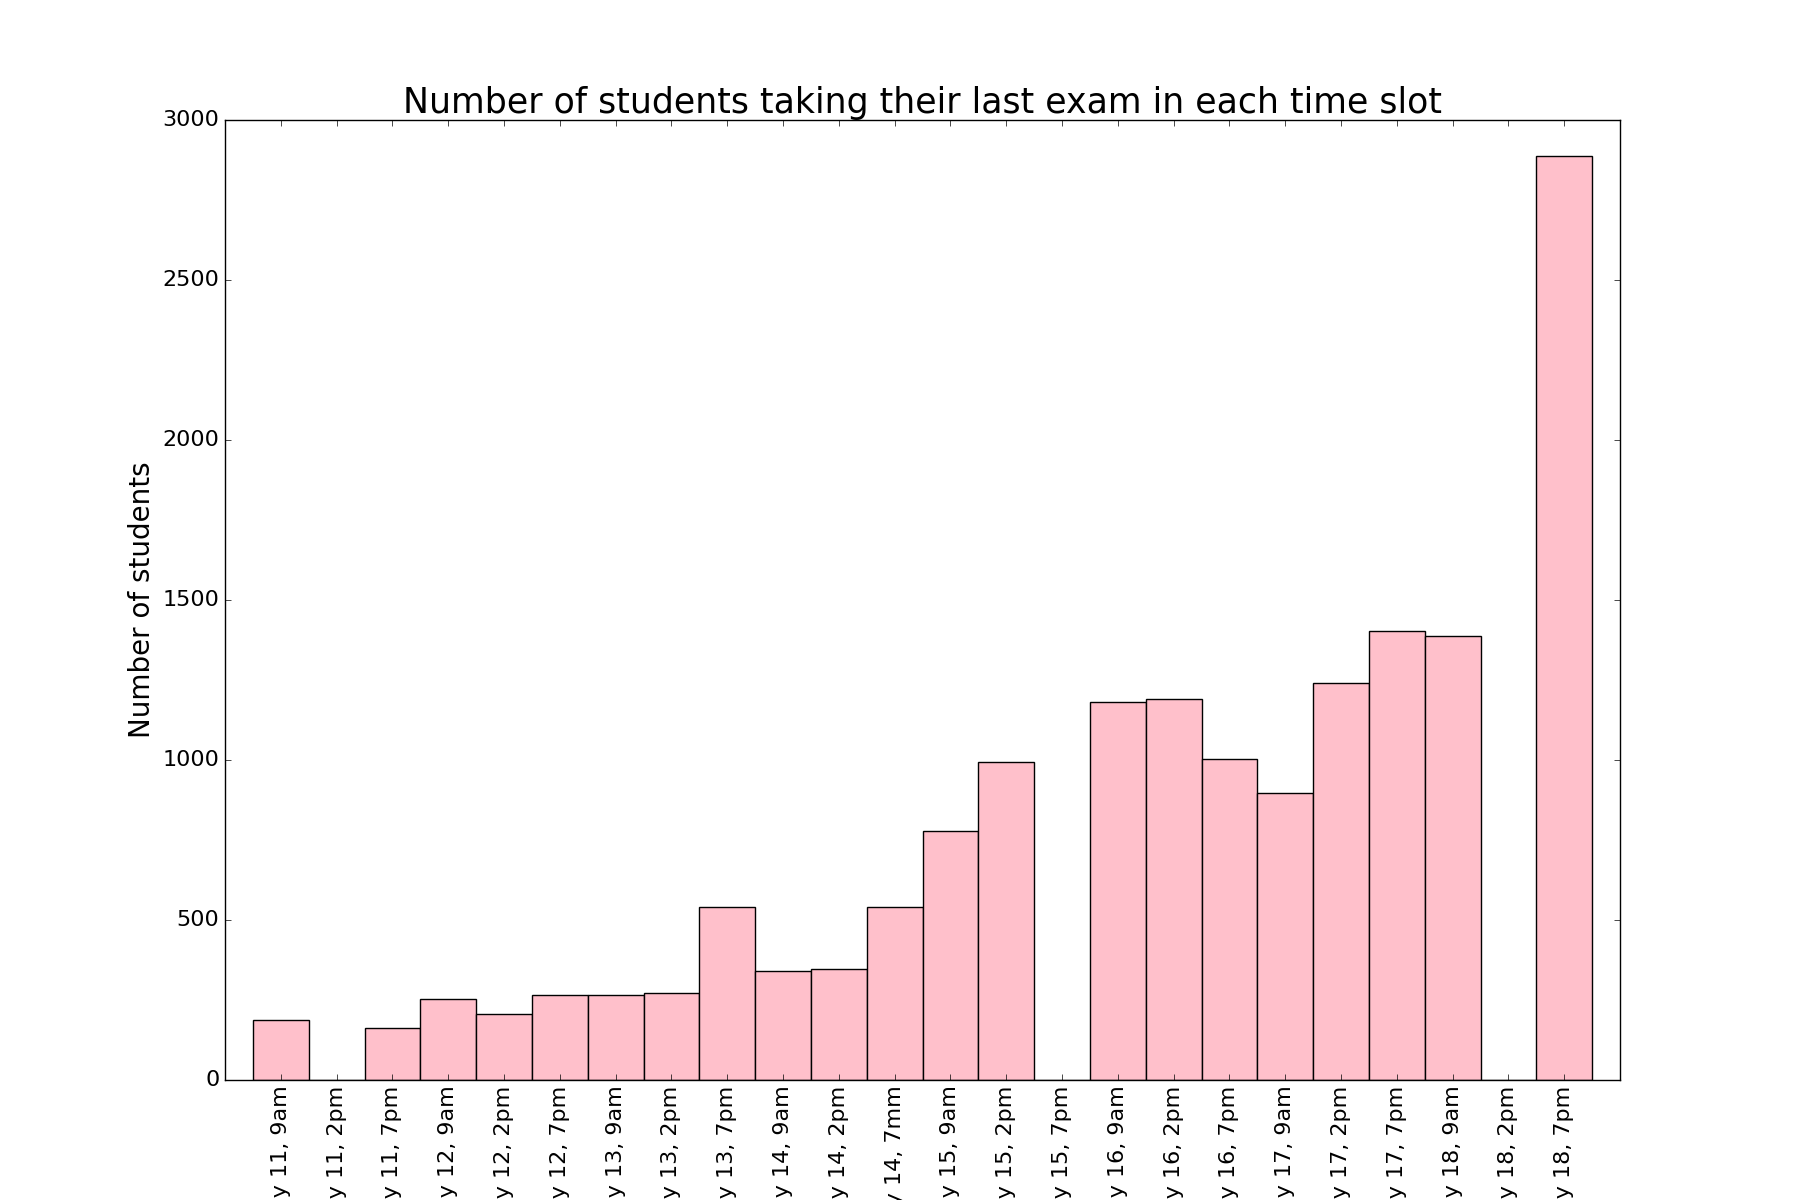 Number of students taking their last exam in each time slot
Number of students
3000
2500
2000
1500
1000
500
0
y 11, 9am
y 11, 2pm
y 11, 7pm
y 12, 9am
y 12, 2pm
y 12, 7pm
y 13, 9am
y 13, 2pm
y 13, 7pm
y 14, 9am
y 14, 2pm
y 14, 7mm
y 15, 9am
y 15, 2pm
y 15, 7pm
y 16, 9am
y 16, 2pm
y 16, 7pm
y 17, 9am
y 17, 2pm
y 17, 7pm
y 18, 9am
y 18, 2pm
y 18, 7pm